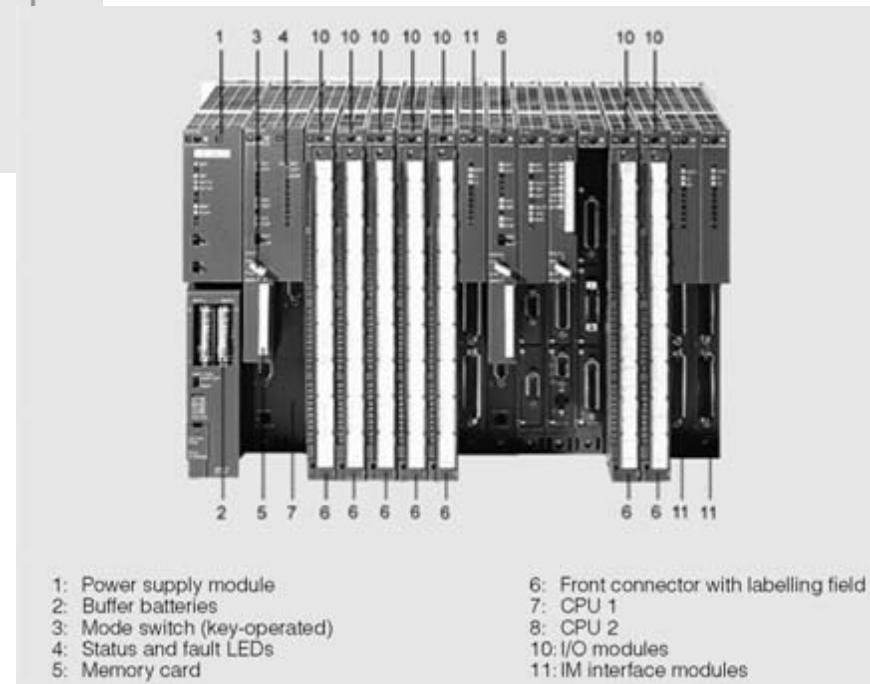 1 3 4 10 10 10 10 10 11 8 10 10
2 5 7 6 6 6 6 6 6 6 11 11
1: Power supply module
2: Buffer batteries
3: Mode switch (key-operated)
4: Status and fault LEDs
5: Memory card
6: Front connector with labelling field
7: CPU 1
8: CPU 2
10: I/O modules
11: IM interface modules